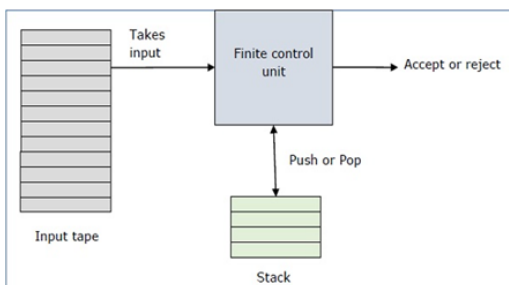 Takes
input
Finite control
unit
Accept or reject
Push or Pop
Input tape
Stack